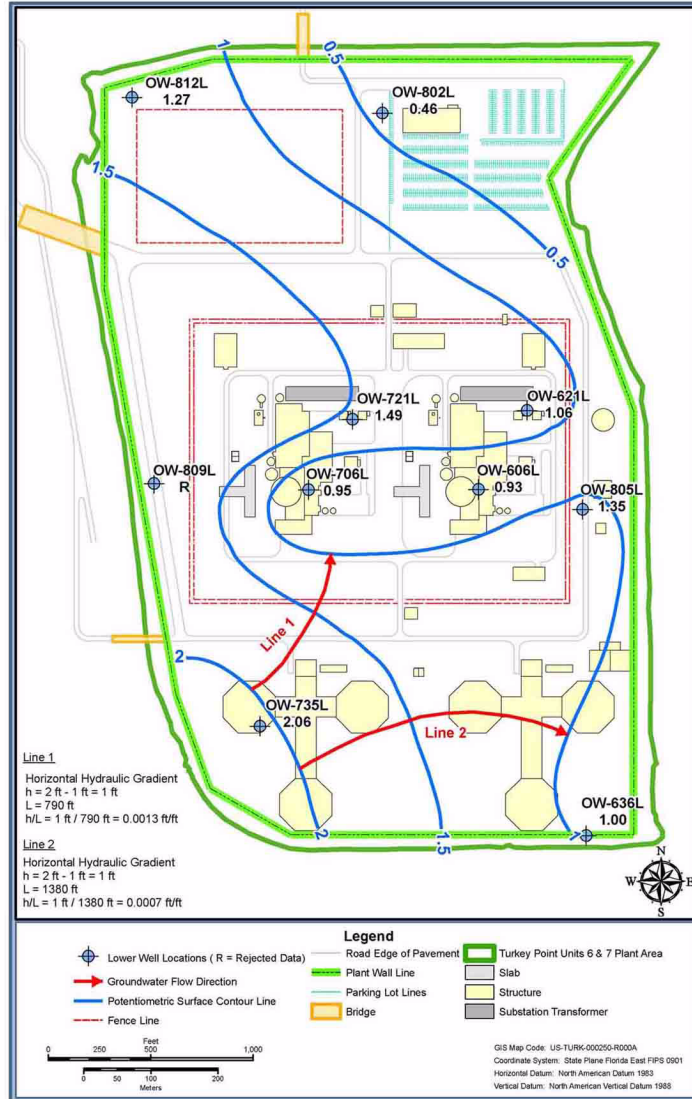 0.5
1
OW-812L
1.27
OW-802L
0.46
1.5
0.5
OW-721L
1.49
OW-621L
1.06
OW-809L
R
OW-706L
0.95
OW-606L
0.93
OW-805L
1.35
Line 1
2
OW-735L
2.06
Line 2
Line 1
Horizontal Hydraulic Gradient
h = 2 ft - 1 ft = 1 ft
L = 790 ft
h/L = 1 ft / 790 ft = 0.0013 ft/ft
Line 2
Horizontal Hydraulic Gradient
h = 2 ft - 1 ft = 1 ft
L = 1380 ft
h/L = 1 ft / 1380 ft = 0.0007 ft/ft
2
1.5
1
OW-636L
1.00
N
W E
S
Legend
Lower Well Locations ( R = Rejected Data)
Groundwater Flow Direction
Potentiometric Surface Contour Line
Fence Line
Road Edge of Pavement
Plant Wall Line
Parking Lot Lines
Bridge
Turkey Point Units 6 & 7 Plant Area
Slab
Structure
Substation Transformer
Feet
0 250 500 1,000
0 50 100 200
Meters
GIS Map Code: US-TURK-000250-R000A
Coordinate System: State Plane Florida East FIPS 0901
Horizontal Datum: North American Datum 1983
Vertical Datum: North American Vertical Datum 1988